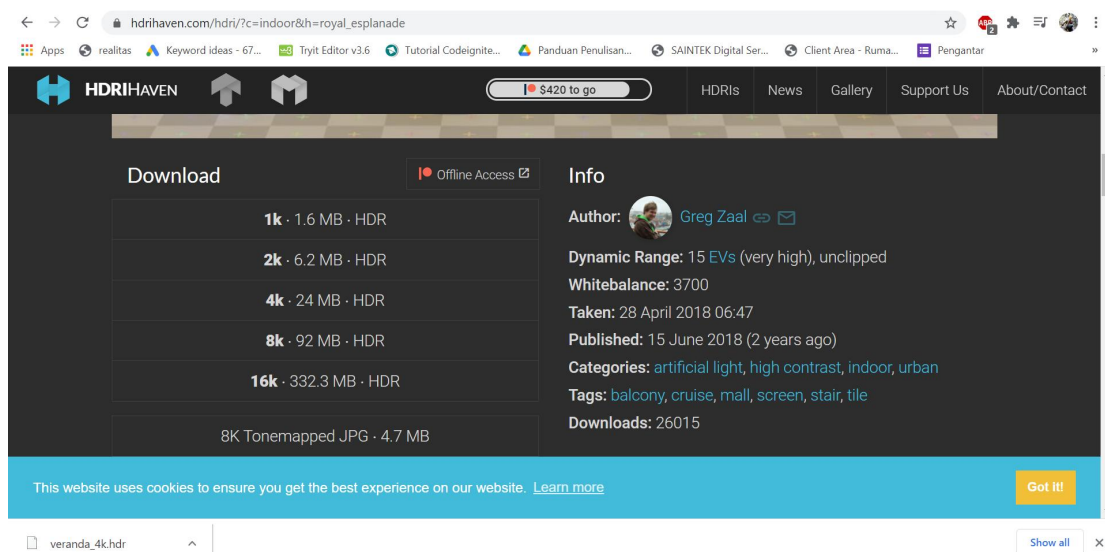 hdrihaven.com/hdri/?c=indoor&h=royal_esplanade
ABP
2
Apps realitas Keyword ideas - 67... Tryit Editor v3.6 Tutorial Codeignite... Panduan Penulisan... SAINTEK Digital Ser... Client Area - Ruma... Pengantar »
HDRIHAVEN $420 to go HDRIs News Gallery Support Us About/Contact
Download Offline Access
1k · 1.6 MB · HDR
2k · 6.2 MB · HDR
4k · 24 MB · HDR
8k · 92 MB · HDR
16k · 332.3 MB · HDR
8K Tonemapped JPG · 4.7 MB
Info
Author: Greg Zaal
Dynamic Range: 15 EVs (very high), unclipped
Whitebalance: 3700
Taken: 28 April 2018 06:47
Published: 15 June 2018 (2 years ago)
Categories: artificial light, high contrast, indoor, urban
Tags: balcony, cruise, mall, screen, stair, tile
Downloads: 26015
This website uses cookies to ensure you get the best experience on our website. Learn more Got it!
veranda_4k.hdr Show all